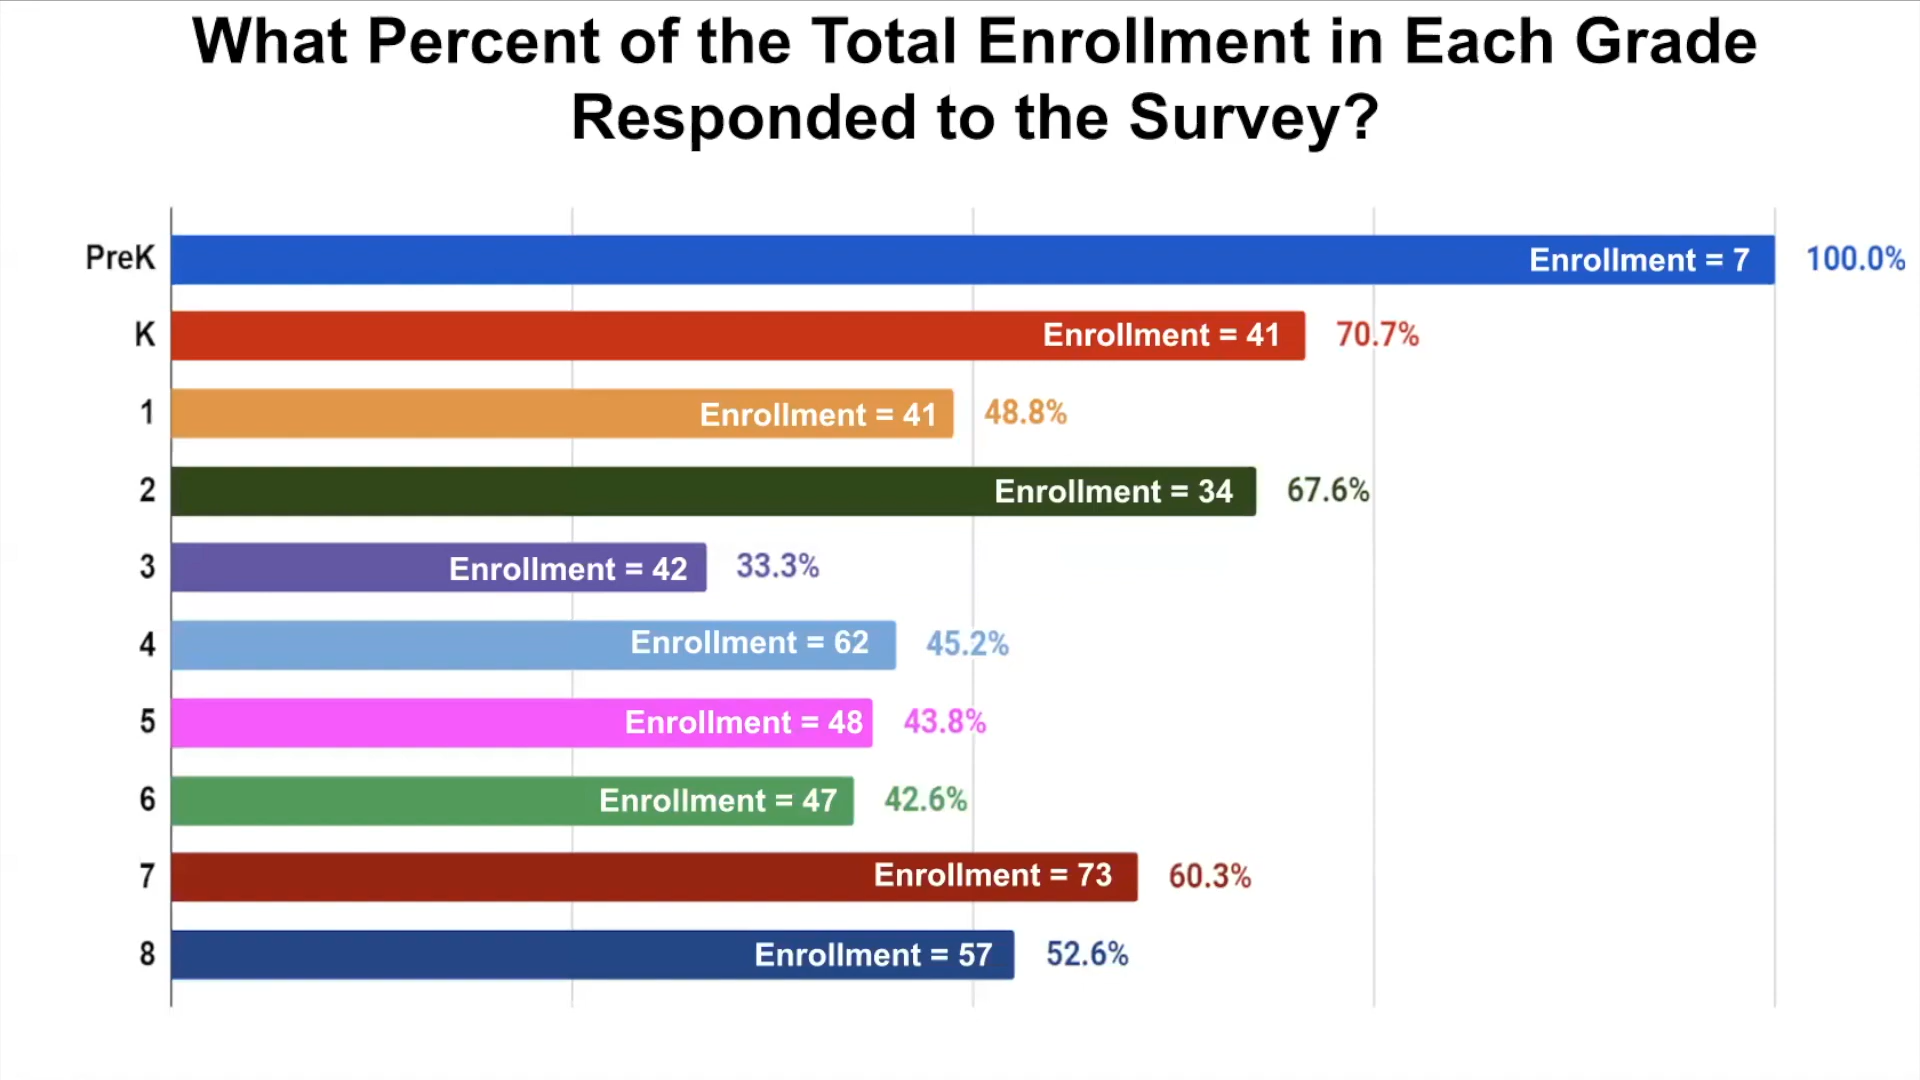 What Percent of the Total Enrollment in Each Grade
Responded to the Survey?
PreK Enrollment = 7 100.0%
K Enrollment = 41 70.7%
1 Enrollment = 41 48.8%
2 Enrollment = 34 67.6%
3 Enrollment = 42 33.3%
4 Enrollment = 62 45.2%
5 Enrollment = 48 43.8%
6 Enrollment = 47 42.6%
7 Enrollment = 73 60.3%
8 Enrollment = 57 52.6%